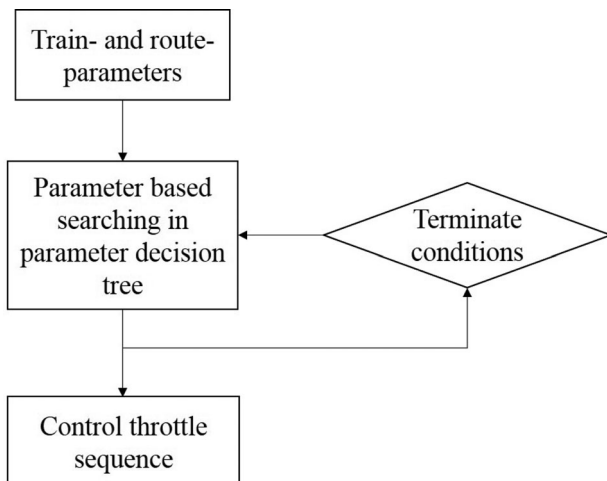 Train- and route-
parameters
Parameter based
searching in
parameter decision
tree
Terminate
conditions
Control throttle
sequence